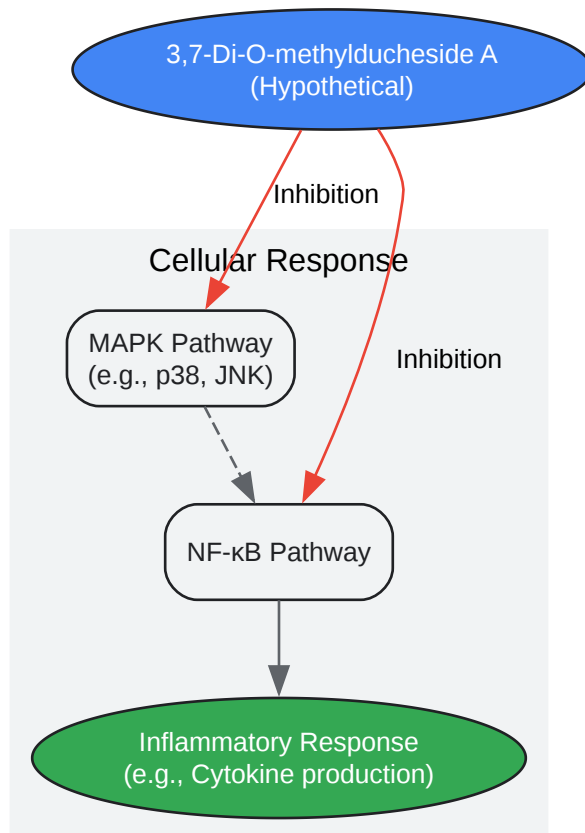 3,7-Di-O-methylducheside A
(Hypothetical)
Inhibition
Cellular Response
MAPK Pathway
(e.g., p38, JNK)
Inhibition
NF-κB Pathway
Inflammatory Response
(e.g., Cytokine production)